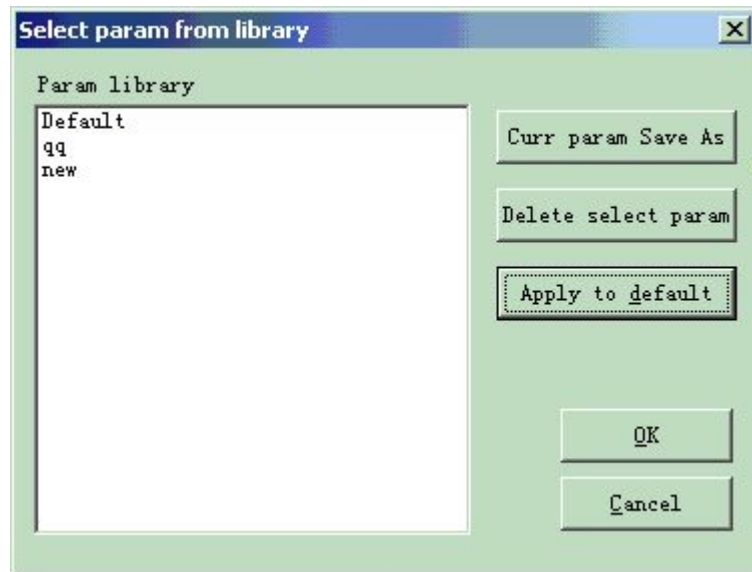 Select param from library
Param library
Default
qq
new
Curr param Save As
Delete select param
Apply to default
OK
Cancel